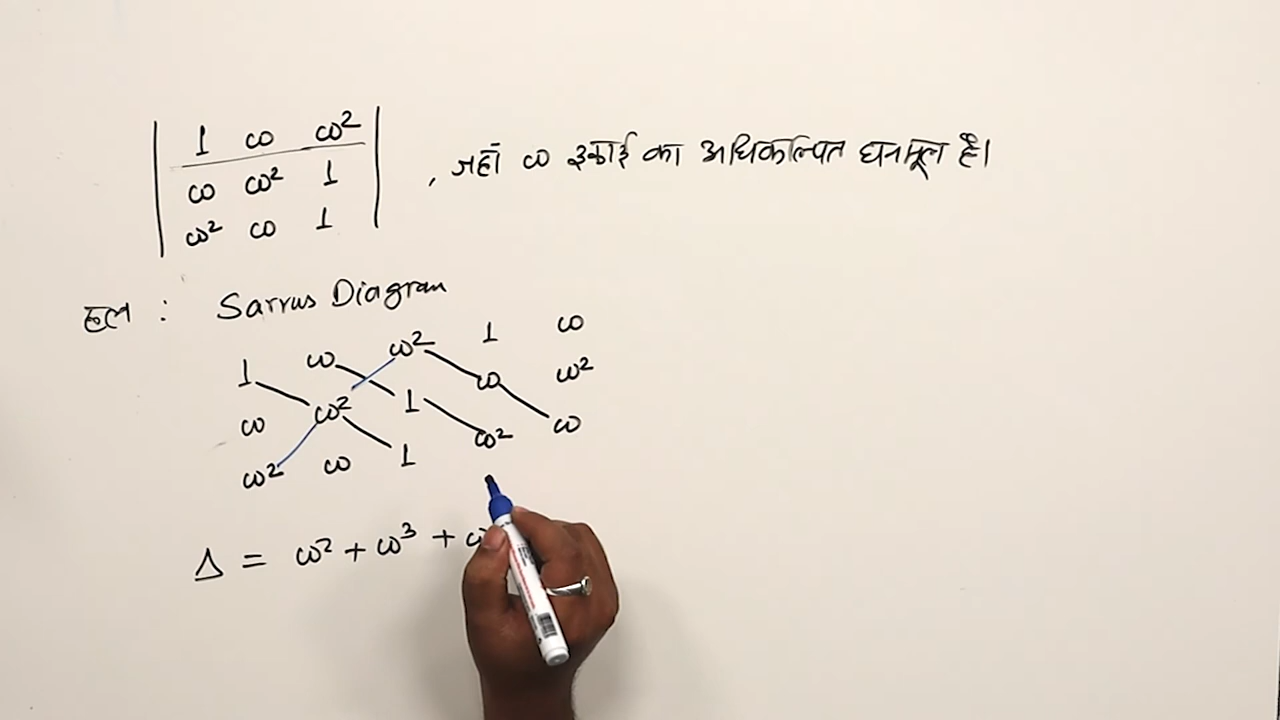 1 ω ω²
ω ω² 1
ω² ω 1
, जहाँ ω इकाई का अधिकल्पित घनमूल है।
हल : Sarrus Diagram
1 ω ω² 1 ω
ω ω² 1 ω ω²
ω² ω 1 ω² ω
Δ = ω² + ω³ +